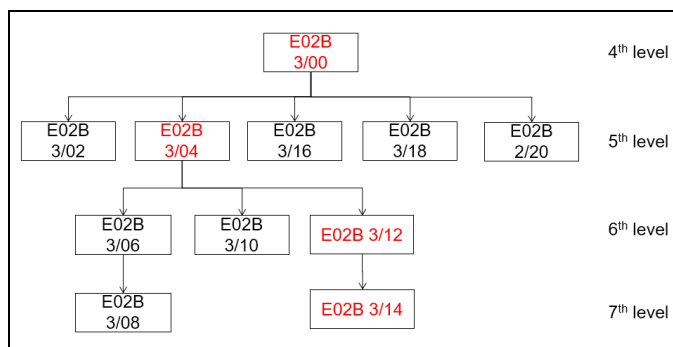 E02B
3/00
4th level
E02B
3/02
E02B
3/04
E02B
3/16
E02B
3/18
E02B
2/20
5th level
E02B
3/06
E02B
3/10
E02B 3/12
6th level
E02B
3/08
E02B 3/14
7th level